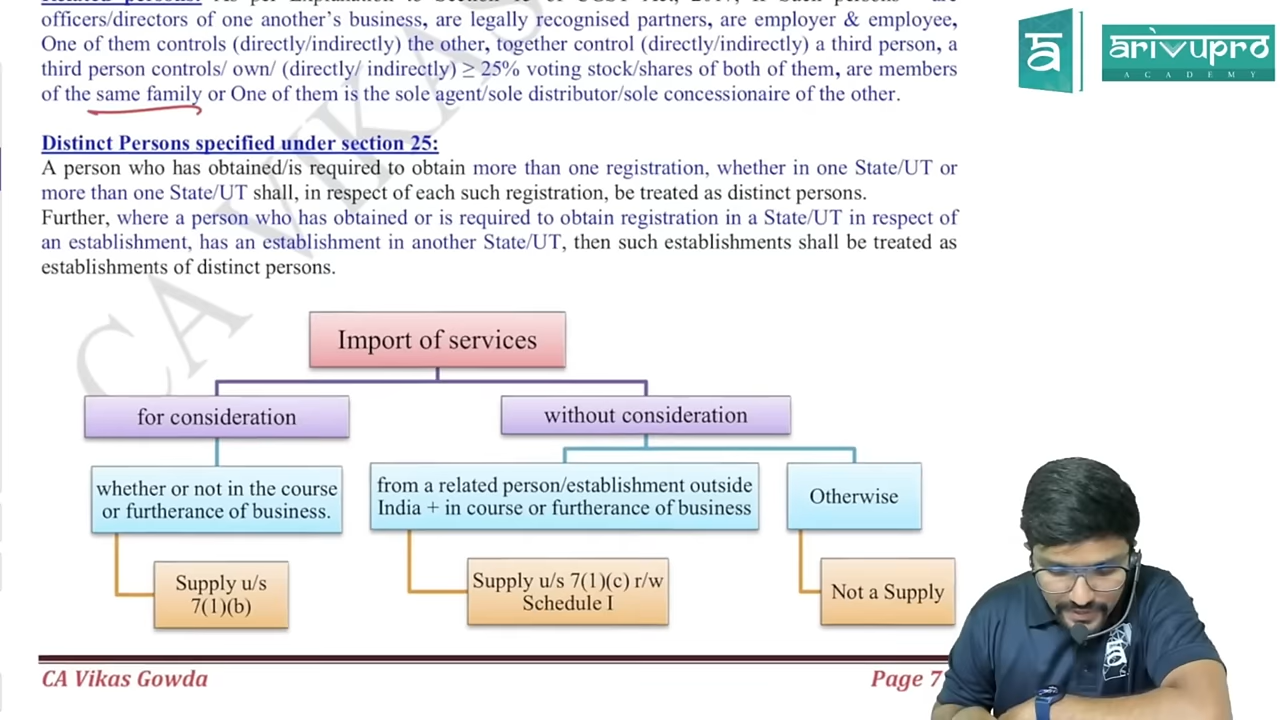 officers/directors of one another's business, are legally recognised partners, are employer & employee,
One of them controls (directly/indirectly) the other, together control (directly/indirectly) a third person, a
third person controls/ own/ (directly/ indirectly) ≥ 25% voting stock/shares of both of them, are members
of the same family or One of them is the sole agent/sole distributor/sole concessionaire of the other.
Distinct Persons specified under section 25:
A person who has obtained/is required to obtain more than one registration, whether in one State/UT or
more than one State/UT shall, in respect of each such registration, be treated as distinct persons.
Further, where a person who has obtained or is required to obtain registration in a State/UT in respect of
an establishment, has an establishment in another State/UT, then such establishments shall be treated as
establishments of distinct persons.
Import of services
for consideration
without consideration
whether or not in the course
or furtherance of business.
from a related person/establishment outside
India + in course or furtherance of business
Otherwise
Supply u/s
7(1)(b)
Supply u/s 7(1)(c) r/w
Schedule I
Not a Supply
CA Vikas Gowda
Page 7
CA VIKAS
arivupro
ACADEMY